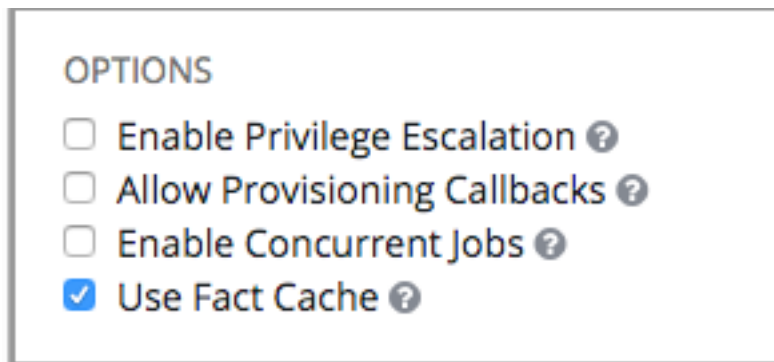 OPTIONS
Enable Privilege Escalation ?
Allow Provisioning Callbacks ?
Enable Concurrent Jobs ?
Use Fact Cache ?